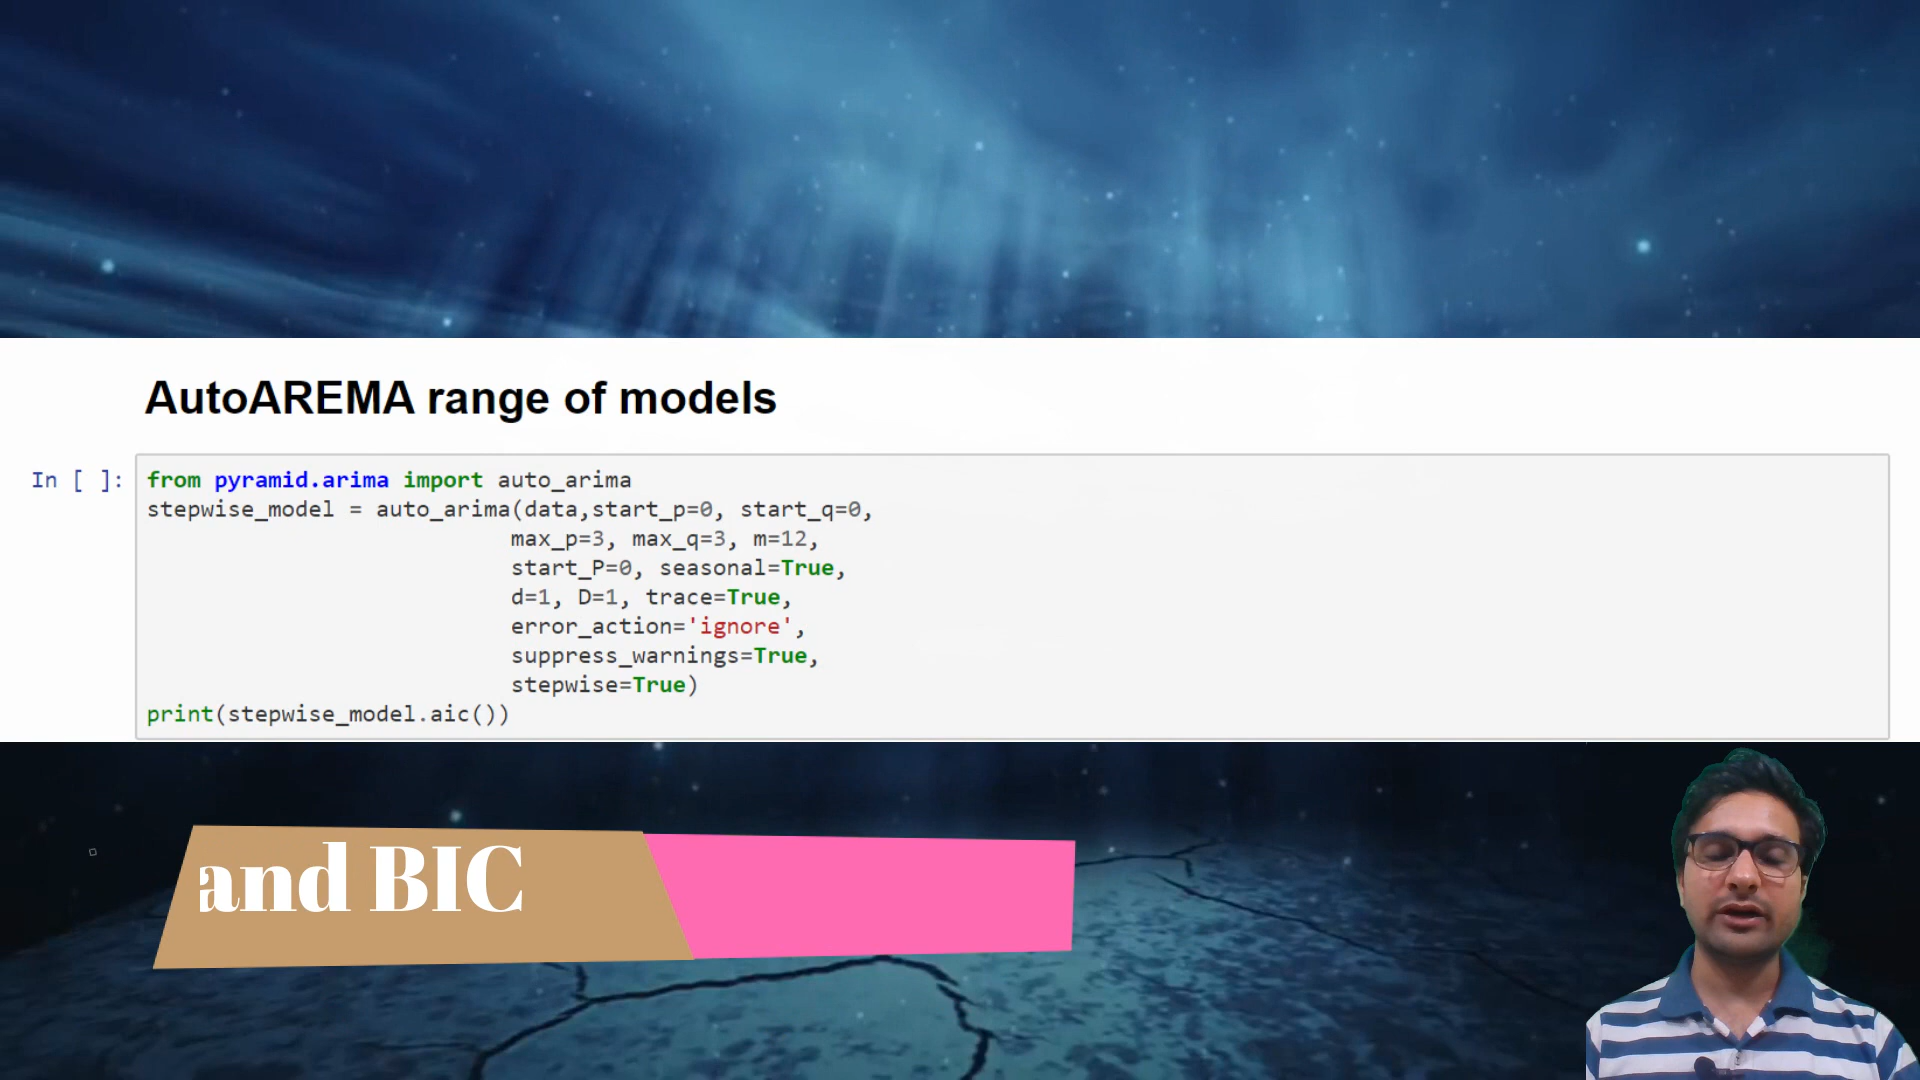 AutoAREMA range of models
In [ ]:
from pyramid.arima import auto_arima
stepwise_model = auto_arima(data,start_p=0, start_q=0,
max_p=3, max_q=3, m=12,
start_P=0, seasonal=True,
d=1, D=1, trace=True,
error_action='ignore',
suppress_warnings=True,
stepwise=True)
print(stepwise_model.aic())
and BIC